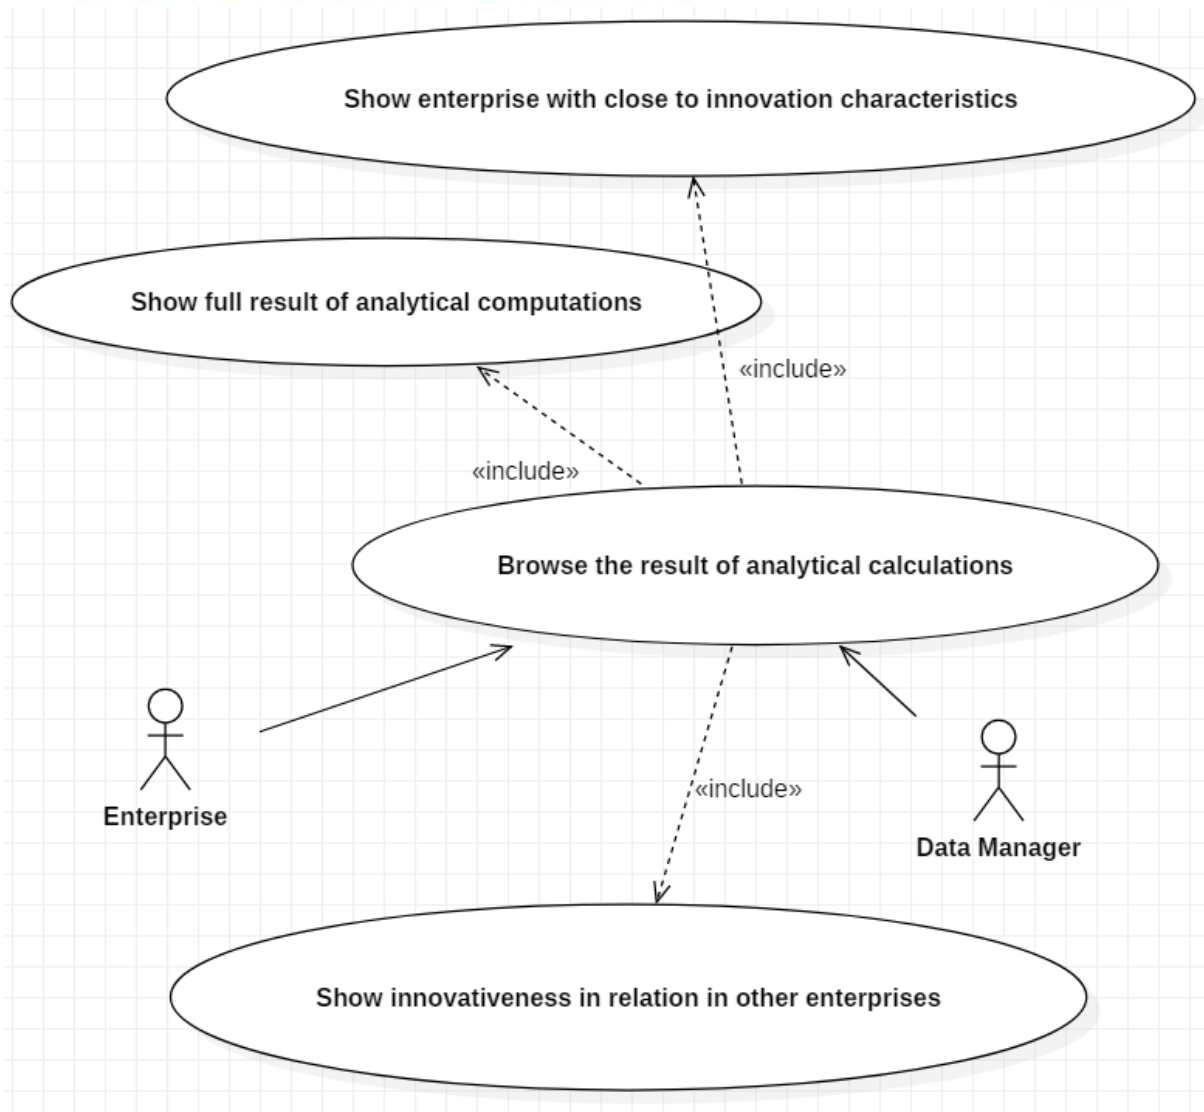 Show enterprise with close to innovation characteristics
Show full result of analytical computations
«include»
«include»
Browse the result of analytical calculations
«include»
Enterprise
Data Manager
Show innovativeness in relation in other enterprises